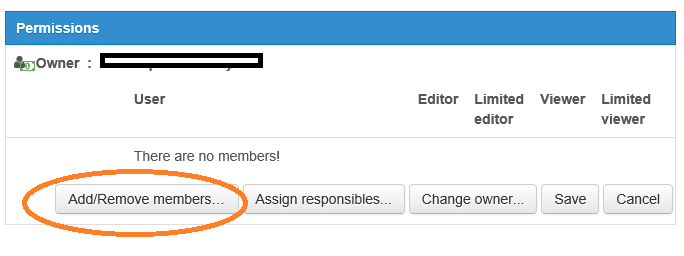 Permissions
Owner :
User Editor Limited editor Viewer Limited viewer
There are no members!
Add/Remove members... Assign responsibles... Change owner... Save Cancel